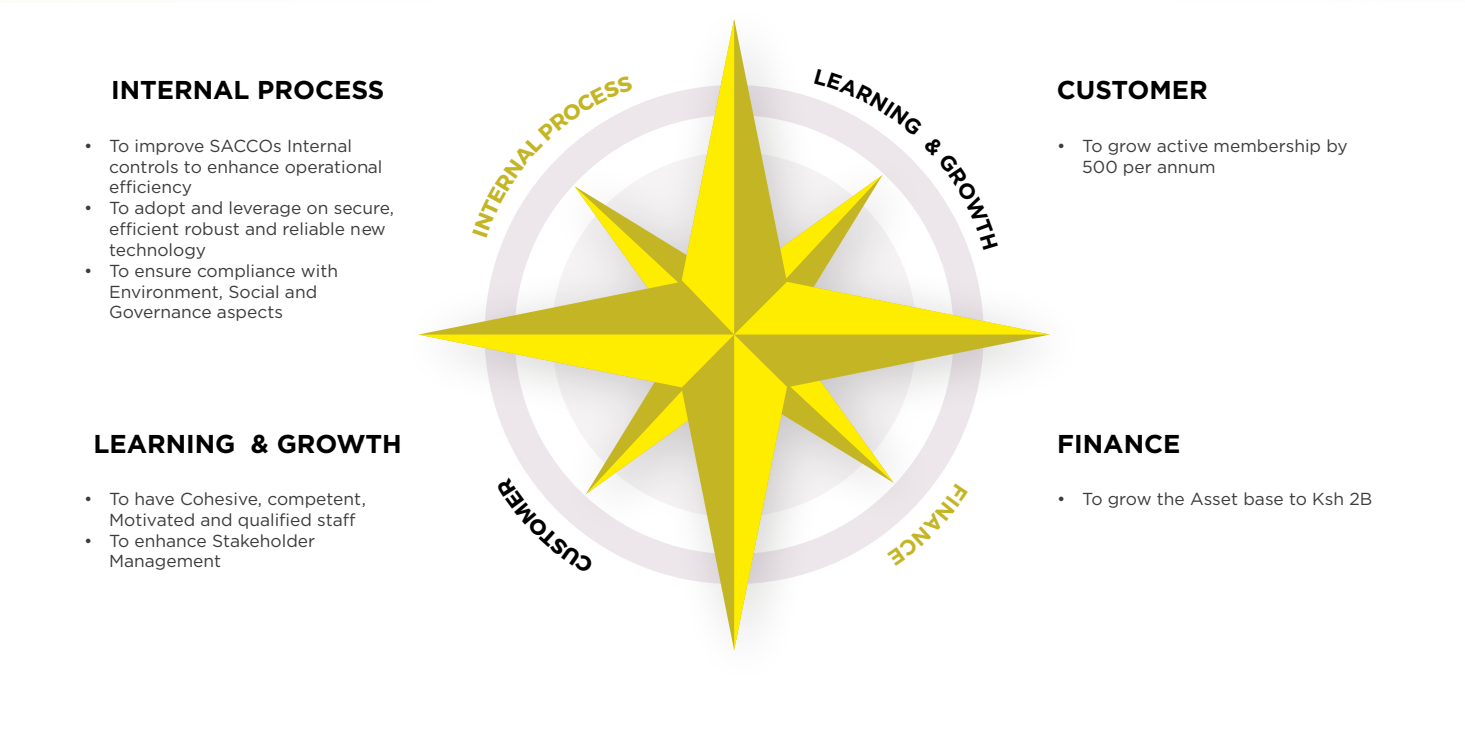 INTERNAL PROCESS
• To improve SACCOs Internal
controls to enhance operational
efficiency
• To adopt and leverage on secure,
efficient robust and reliable new
technology
• To ensure compliance with
Environment, Social and
Governance aspects
LEARNING & GROWTH
• To have Cohesive, competent,
Motivated and qualified staff
• To enhance Stakeholder
Management
INTERNAL PROCESS
LEARNING & GROWTH
CUSTOMER
FINANCE
CUSTOMER
• To grow active membership by
500 per annum
FINANCE
• To grow the Asset base to Ksh 2B